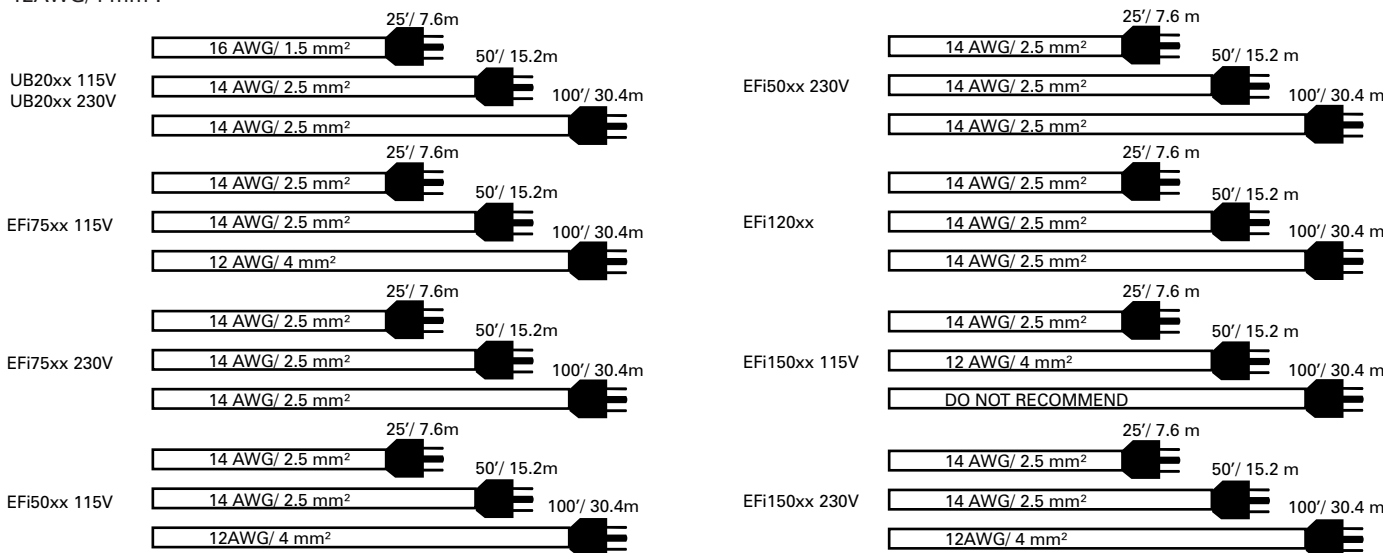 25'/ 7.6m
16 AWG/ 1.5 mm²
50'/ 15.2m
UB20xx 115V
UB20xx 230V
14 AWG/ 2.5 mm²
100'/ 30.4m
14 AWG/ 2.5 mm²
25'/ 7.6m
14 AWG/ 2.5 mm²
50'/ 15.2m
EFi75xx 115V
14 AWG/ 2.5 mm²
100'/ 30.4m
12 AWG/ 4 mm²
25'/ 7.6m
14 AWG/ 2.5 mm²
50'/ 15.2m
EFi75xx 230V
14 AWG/ 2.5 mm²
100'/ 30.4m
14 AWG/ 2.5 mm²
25'/ 7.6m
14 AWG/ 2.5 mm²
50'/ 15.2m
EFi50xx 115V
14 AWG/ 2.5 mm²
100'/ 30.4m
12AWG/ 4 mm²
25'/ 7.6 m
14 AWG/ 2.5 mm²
50'/ 15.2 m
EFi50xx 230V
14 AWG/ 2.5 mm²
100'/ 30.4 m
14 AWG/ 2.5 mm²
25'/ 7.6 m
14 AWG/ 2.5 mm²
50'/ 15.2 m
EFi120xx
14 AWG/ 2.5 mm²
100'/ 30.4 m
14 AWG/ 2.5 mm²
25'/ 7.6 m
14 AWG/ 2.5 mm²
50'/ 15.2 m
EFi150xx 115V
12 AWG/ 4 mm²
100'/ 30.4 m
DO NOT RECOMMEND
25'/ 7.6 m
14 AWG/ 2.5 mm²
50'/ 15.2 m
EFi150xx 230V
14 AWG/ 2.5 mm²
100'/ 30.4 m
12AWG/ 4 mm²